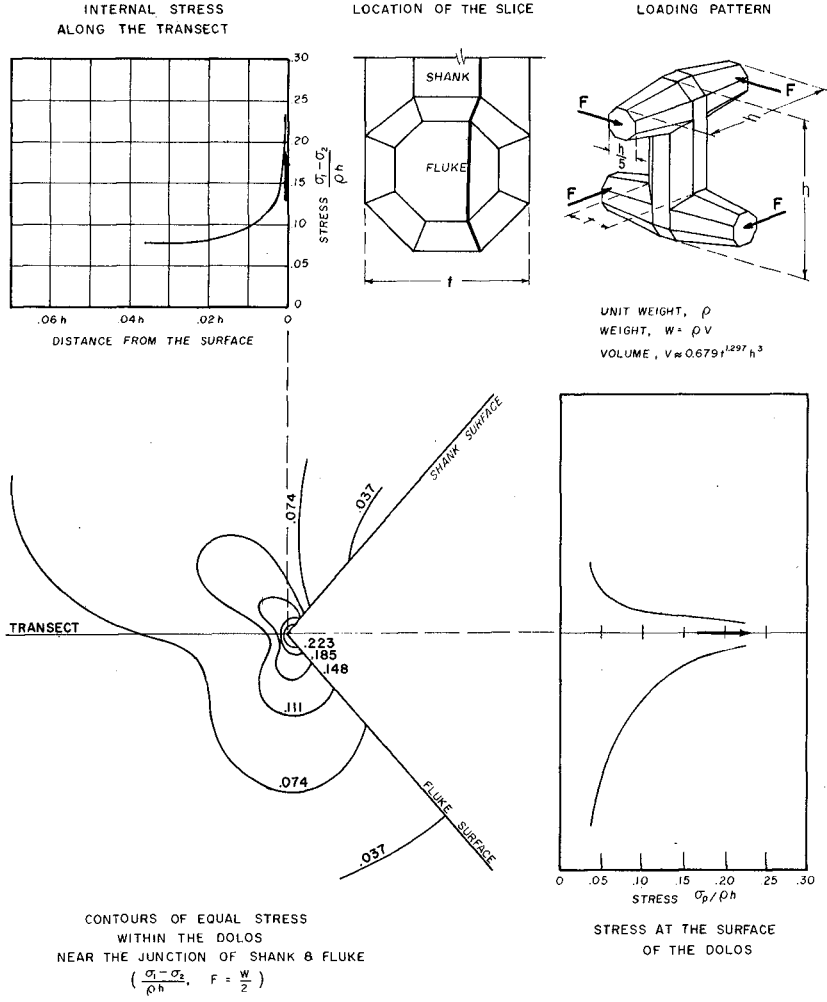 INTERNAL STRESS
ALONG THE TRANSECT
.30
25
20
.15
.10
.05
0
STRESS σ₁-σ₂/ρh
.06h
.04h
.02h
0
DISTANCE FROM THE SURFACE
LOCATION OF THE SLICE
SHANK
FLUKE
t
LOADING PATTERN
F
F
h
h/5
h
F
F
UNIT WEIGHT, ρ
WEIGHT, W = ρV
VOLUME, V≈0.679t^1.297 h^3
SHANK SURFACE
.037
.074
TRANSECT
.223
.185
.148
.111
.074
FLUKE SURFACE
.037
CONTOURS OF EQUAL STRESS
WITHIN THE DOLOS
NEAR THE JUNCTION OF SHANK & FLUKE
( σ₁-σ₂/ρh, F = W/2 )
0
.05
.10
.15
.20
.25
.30
STRESS σₚ/ρh
STRESS AT THE SURFACE
OF THE DOLOS